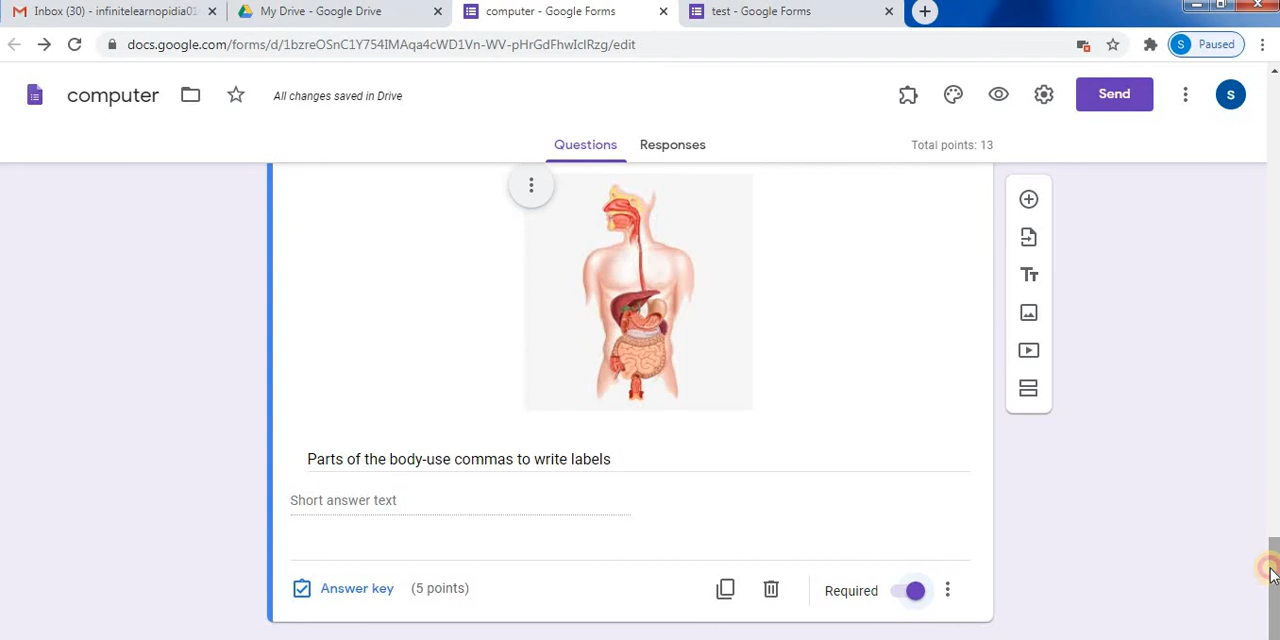 Inbox (30) - infinitelearnopidia01
My Drive - Google Drive
computer - Google Forms
test - Google Forms
docs.google.com/forms/d/1bzreOSnC1Y754IMAqa4cWD1Vn-WV-pHrGdFhwIclRzg/edit
S Paused
computer
All changes saved in Drive
Send
S
Questions
Responses
Total points: 13
Tт
Parts of the body-use commas to write labels
Short answer text
Answer key (5 points)
Required